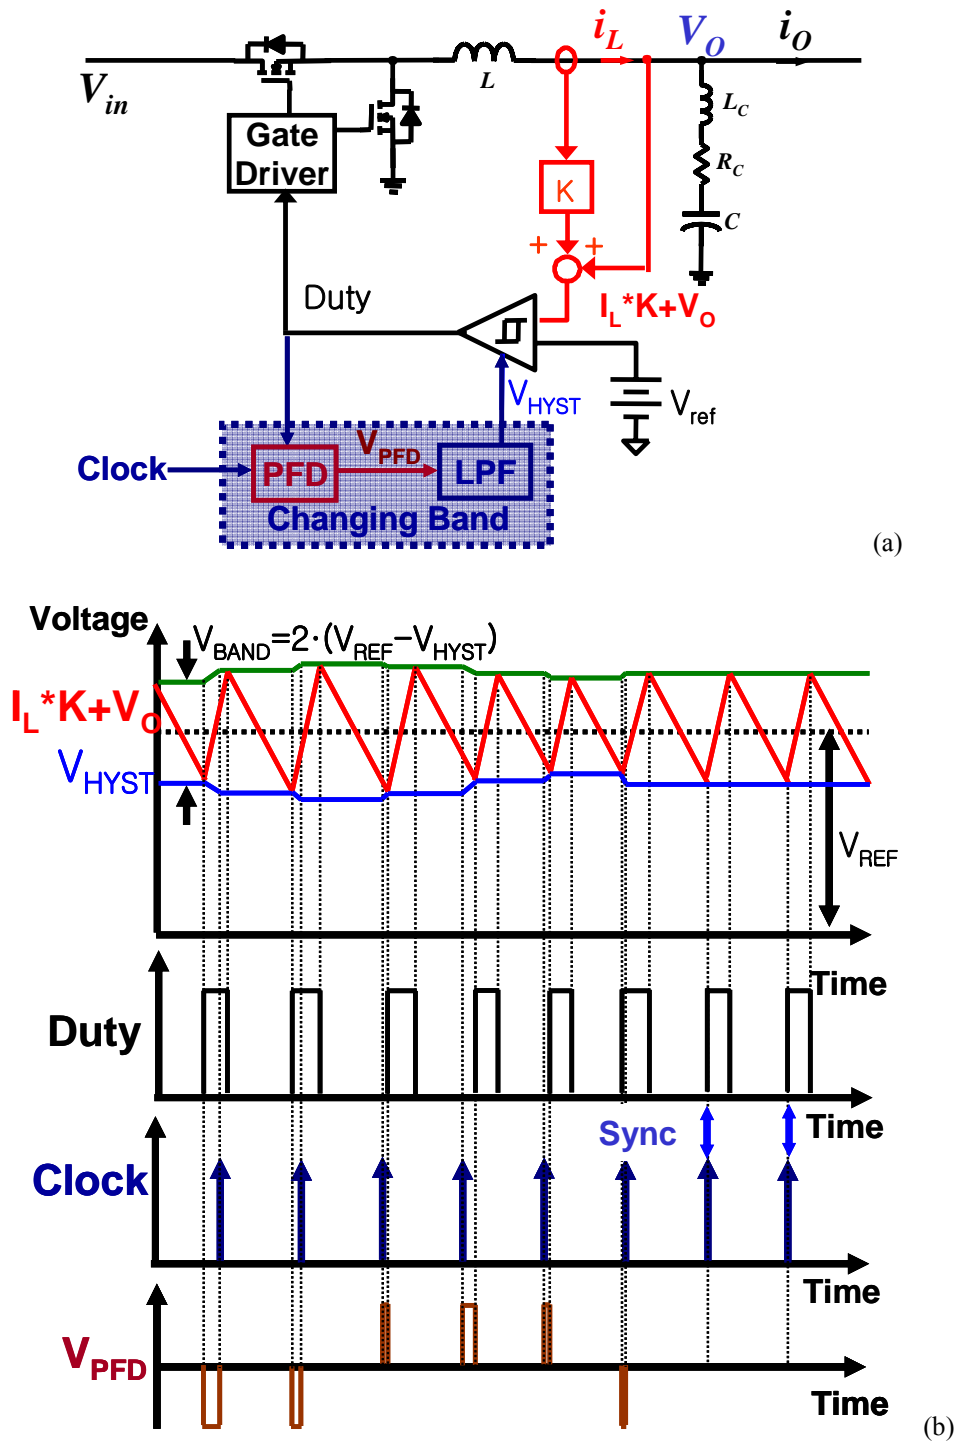 i_L V_O i_O
V_in
L
L_C
Gate
Driver
R_C
K
C
+ +
Duty
I_L*K+V_O
V_HYST
V_ref
V_PFD
Clock
PFD
LPF
Changing Band
(a)
Voltage
V_BAND=2·(V_REF−V_HYST)
I_L*K+V_O
V_HYST
V_REF
Time
Duty
Sync
Time
Clock
Time
V_PFD
Time
(b)